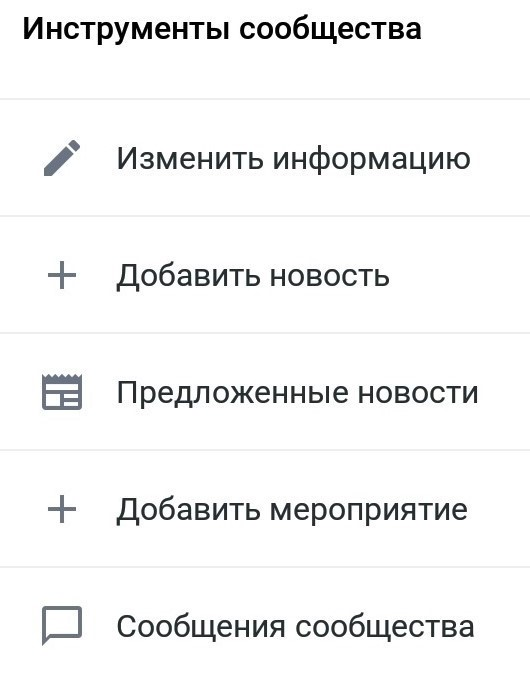 Инструменты сообщества
Изменить информацию
Добавить новость
Предложенные новости
Добавить мероприятие
Сообщения сообщества